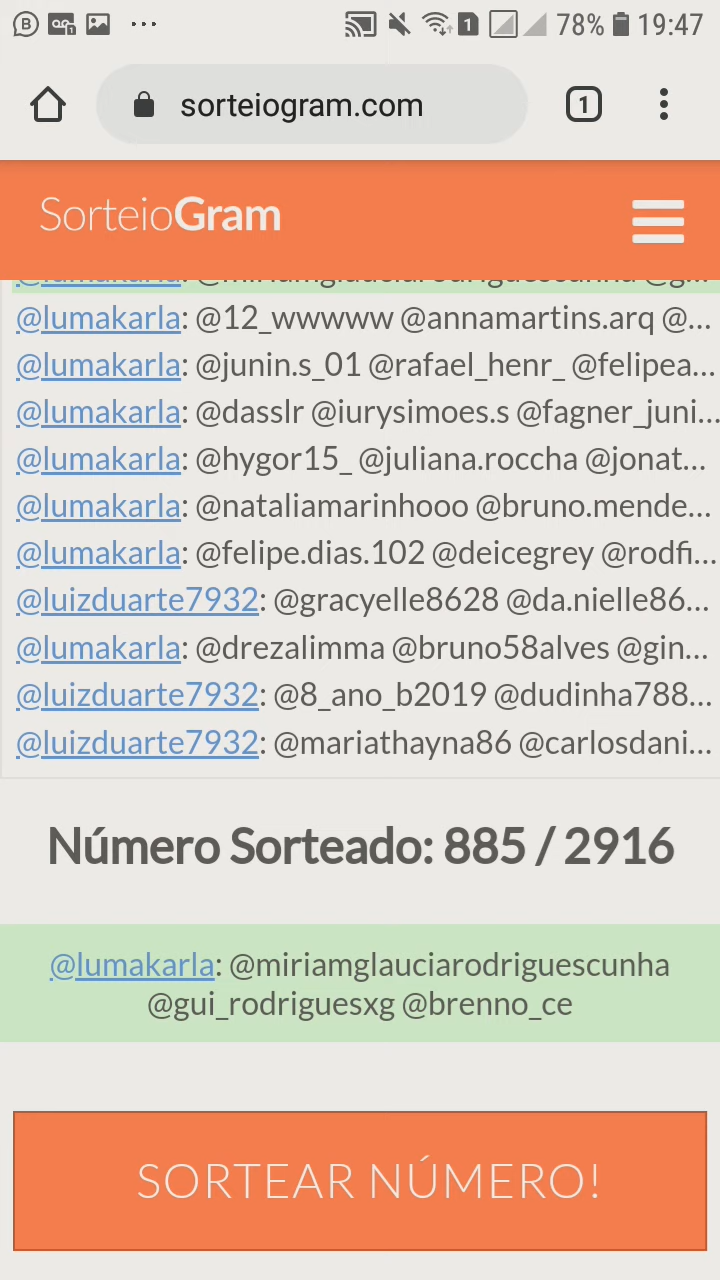 78% 19:47
sorteiogram.com
1
SorteioGram
@lumakarla:
@lumakarla: @12_wwwww @annamartins.arq @...
@lumakarla: @junin.s_01 @rafael_henr_ @felipea...
@lumakarla: @dasslr @iurysimoes.s @fagner_juni...
@lumakarla: @hygor15_ @juliana.roccha @jonat...
@lumakarla: @nataliamarinhooo @bruno.mende...
@lumakarla: @felipe.dias.102 @deicegrey @rodfi...
@luizduarte7932: @gracyelle8628 @da.nielle86...
@lumakarla: @drezalimma @bruno58alves @gin...
@luizduarte7932: @8_ano_b2019 @dudinha788...
@luizduarte7932: @mariathayna86 @carlosdani...
Número Sorteado: 885 / 2916
@lumakarla: @miriamglauciarodriguescunha
@gui_rodriguesxg @brenno_ce
SORTEAR NÚMERO!